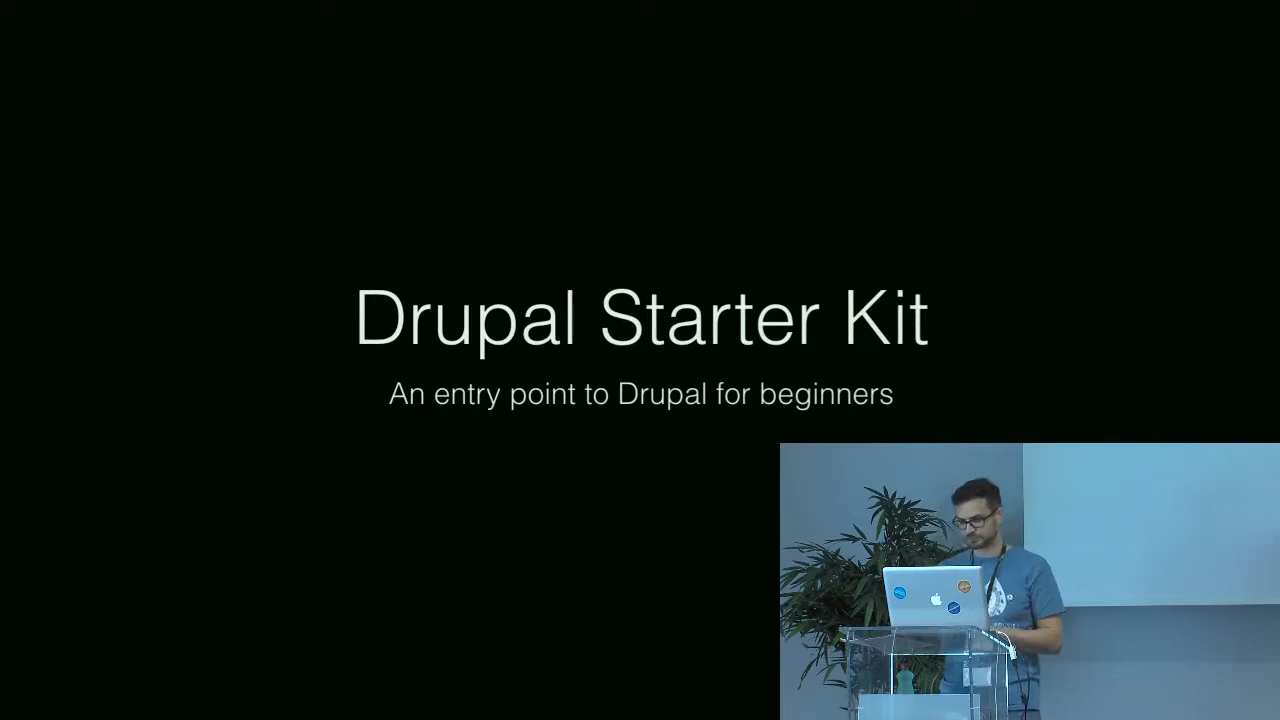 Drupal Starter Kit
An entry point to Drupal for beginners